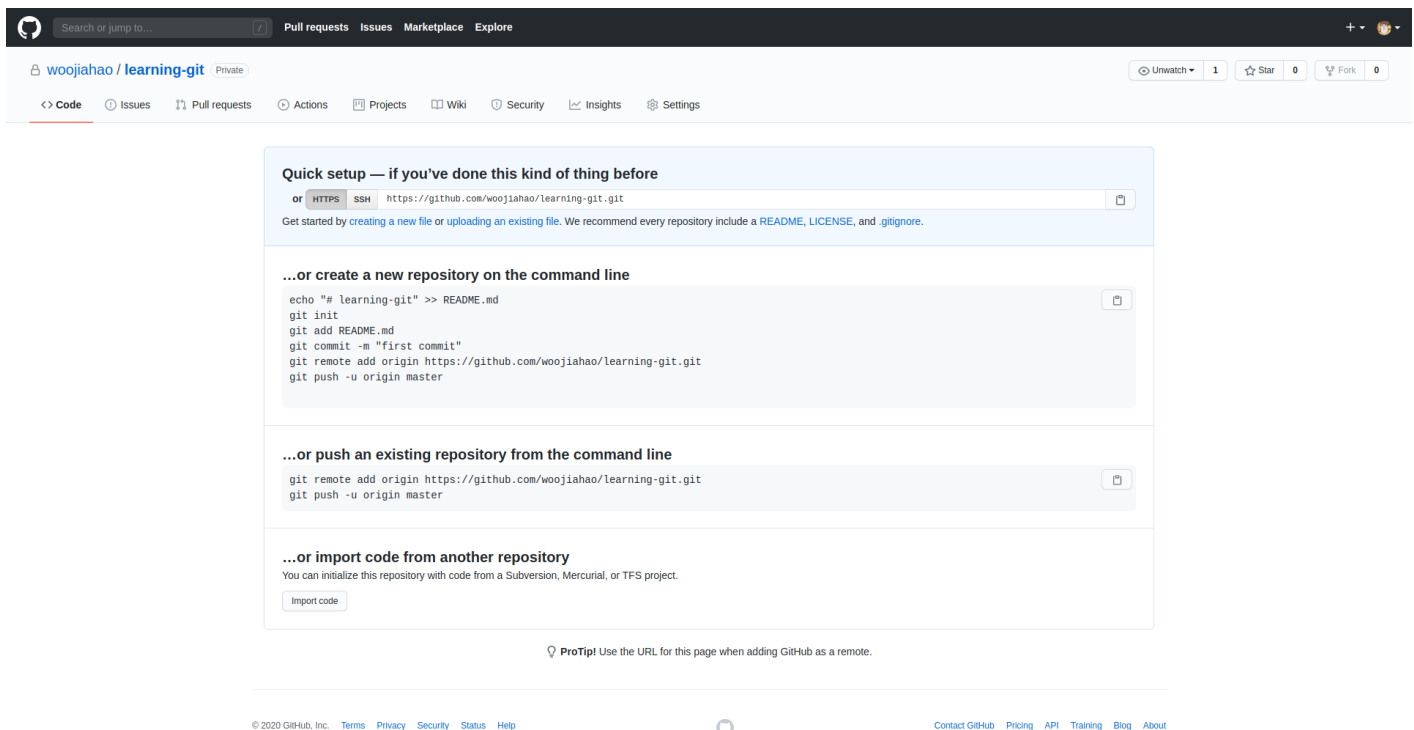 Search or jump to... / Pull requests Issues Marketplace Explore
woojiahao / learning-git Private Unwatch 1 Star 0 Fork 0
Code Issues Pull requests Actions Projects Wiki Security Insights Settings
Quick setup — if you've done this kind of thing before
or HTTPS SSH https://github.com/woojiahao/learning-git.git
Get started by creating a new file or uploading an existing file. We recommend every repository include a README, LICENSE, and .gitignore.
…or create a new repository on the command line
echo "# learning-git" >> README.md
git init
git add README.md
git commit -m "first commit"
git remote add origin https://github.com/woojiahao/learning-git.git
git push -u origin master
…or push an existing repository from the command line
git remote add origin https://github.com/woojiahao/learning-git.git
git push -u origin master
…or import code from another repository
You can initialize this repository with code from a Subversion, Mercurial, or TFS project.
Import code
ProTip! Use the URL for this page when adding GitHub as a remote.
© 2020 GitHub, Inc. Terms Privacy Security Status Help Contact GitHub Pricing API Training Blog About